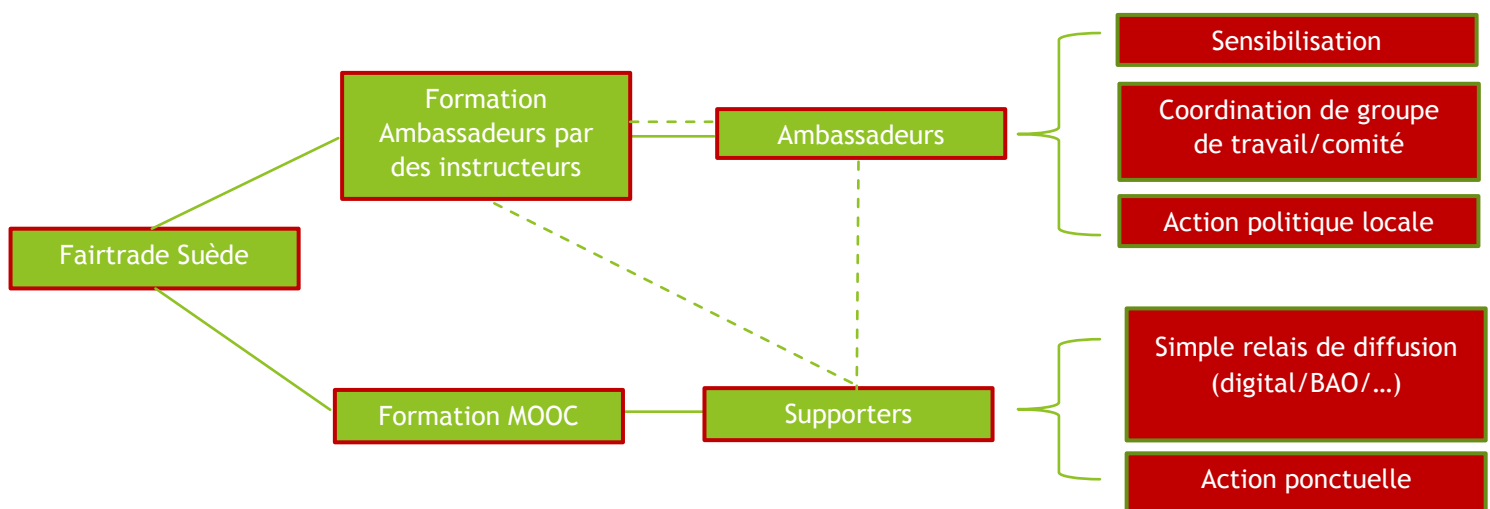 Fairtrade Suède
Formation
Ambassadeurs par
des instructeurs
Ambassadeurs
Sensibilisation
Coordination de groupe
de travail/comité
Action politique locale
Formation MOOC
Supporters
Simple relais de diffusion
(digital/BAO/…)
Action ponctuelle